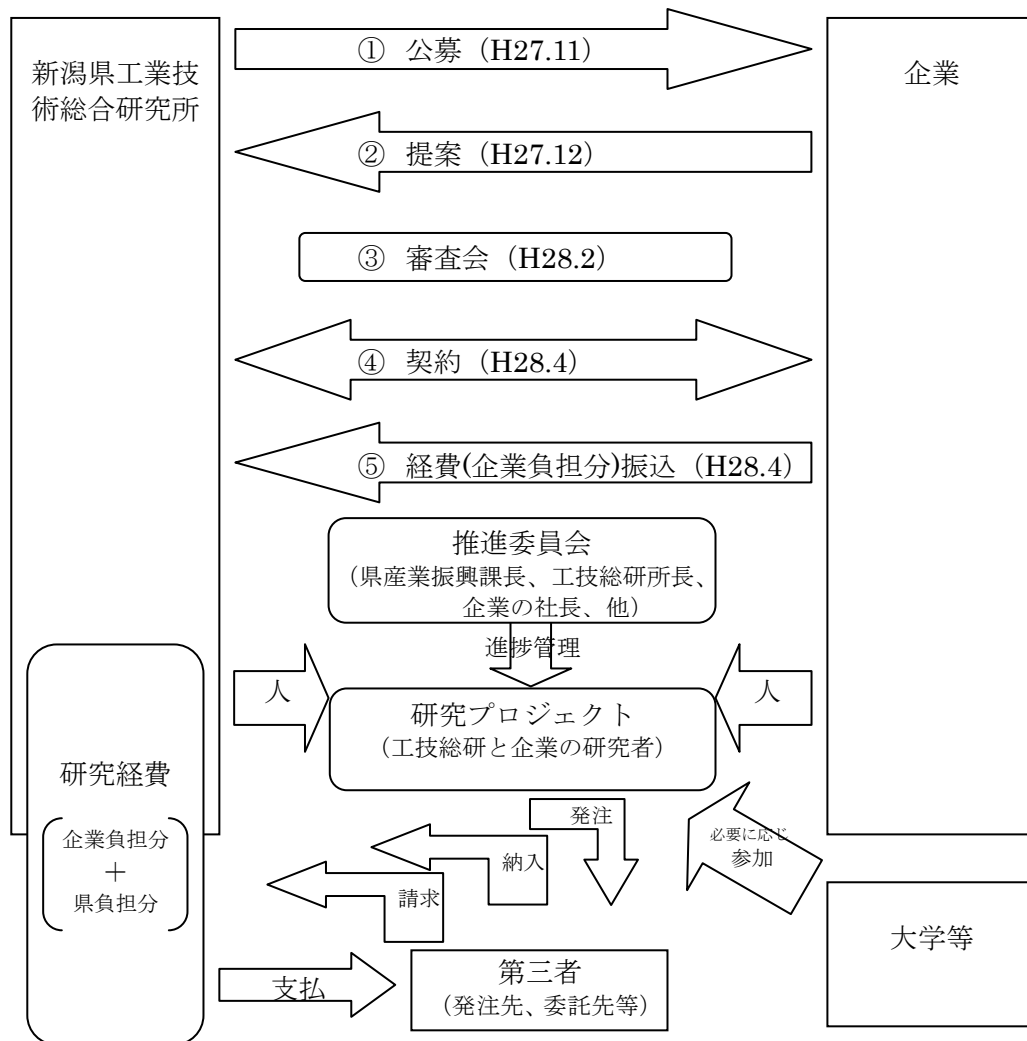 新潟県工業技
術総合研究所
① 公募（H27.11）
企業
② 提案（H27.12）
③ 審査会（H28.2）
④ 契約（H28.4）
⑤ 経費(企業負担分)振込（H28.4）
推進委員会
（県産業振興課長、工技総研所長、
企業の社長、他）
進捗管理
人
人
研究プロジェクト
（工技総研と企業の研究者）
研究経費
企業負担分
＋
県負担分
発注
納入
請求
必要に応じ
参加
大学等
支払
第三者
（発注先、委託先等）